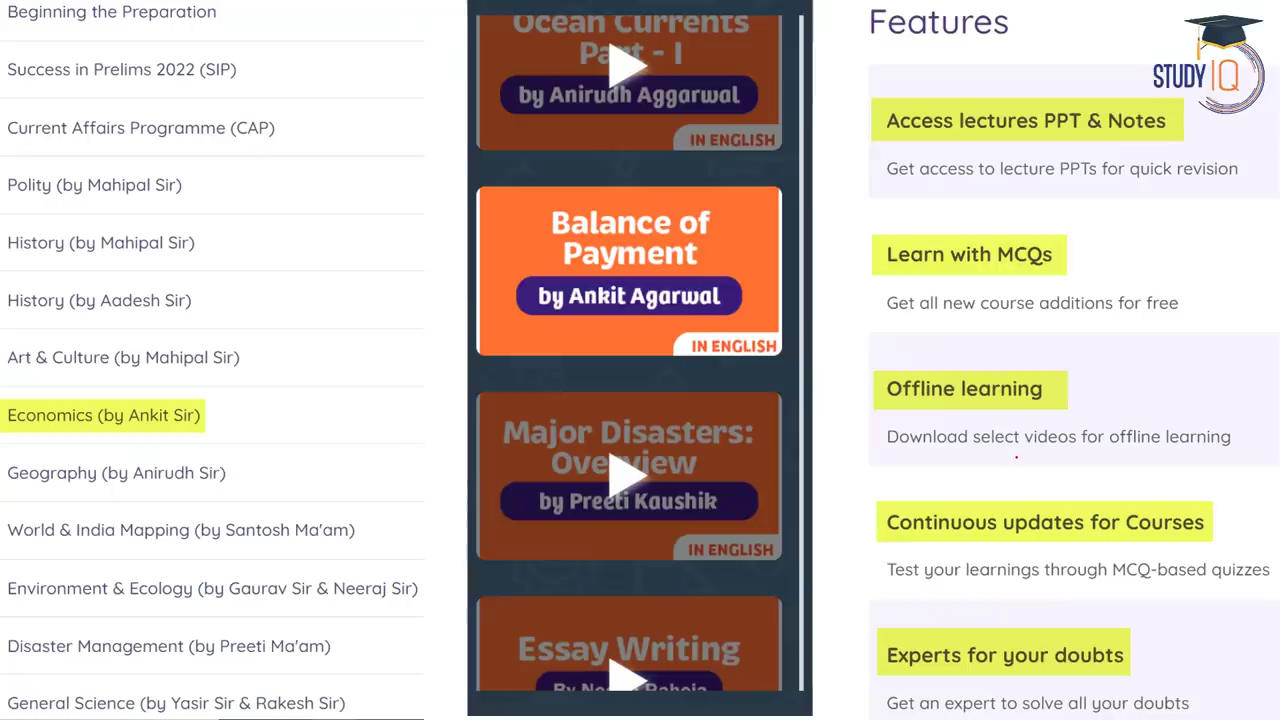 Beginning the Preparation
Success in Prelims 2022 (SIP)
Current Affairs Programme (CAP)
Polity (by Mahipal Sir)
History (by Mahipal Sir)
History (by Aadesh Sir)
Art & Culture (by Mahipal Sir)
Economics (by Ankit Sir)
Geography (by Anirudh Sir)
World & India Mapping (by Santosh Ma'am)
Environment & Ecology (by Gaurav Sir & Neeraj Sir)
Disaster Management (by Preeti Ma'am)
General Science (by Yasir Sir & Rakesh Sir)
Ocean Currents
Part - I
by Anirudh Aggarwal
IN ENGLISH
Balance of
Payment
by Ankit Agarwal
IN ENGLISH
Major Disasters:
Overview
by Preeti Kaushik
IN ENGLISH
Essay Writing
By
Features
STUDY IQ
Access lectures PPT & Notes
Get access to lecture PPTs for quick revision
Learn with MCQs
Get all new course additions for free
Offline learning
Download select videos for offline learning
Continuous updates for Courses
Test your learnings through MCQ-based quizzes
Experts for your doubts
Get an expert to solve all your doubts